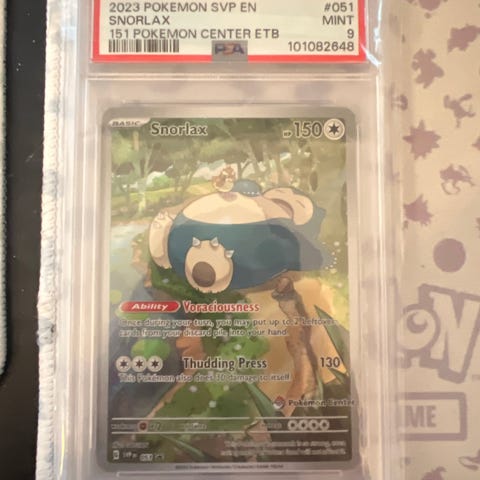 2023 POKEMON SVP EN #051
SNORLAX MINT
151 POKEMON CENTER ETB 9
PSA 101082648
BASIC Snorlax HP 150
Ability Voraciousness
Once during your turn, you may put up to 2 Leftovers
cards from your discard pile into your hand.
Thudding Press 130
This Pokémon also does 30 damage to itself.
Pokémon Center
051